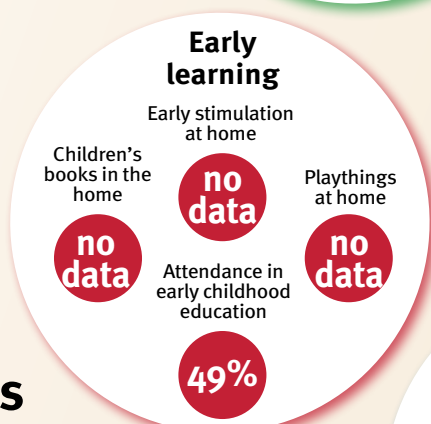 Early
learning
Early stimulation
at home
no
data
Children's
books in the
home
no
data
Playthings
at home
no
data
Attendance in
early childhood
education
49%
s